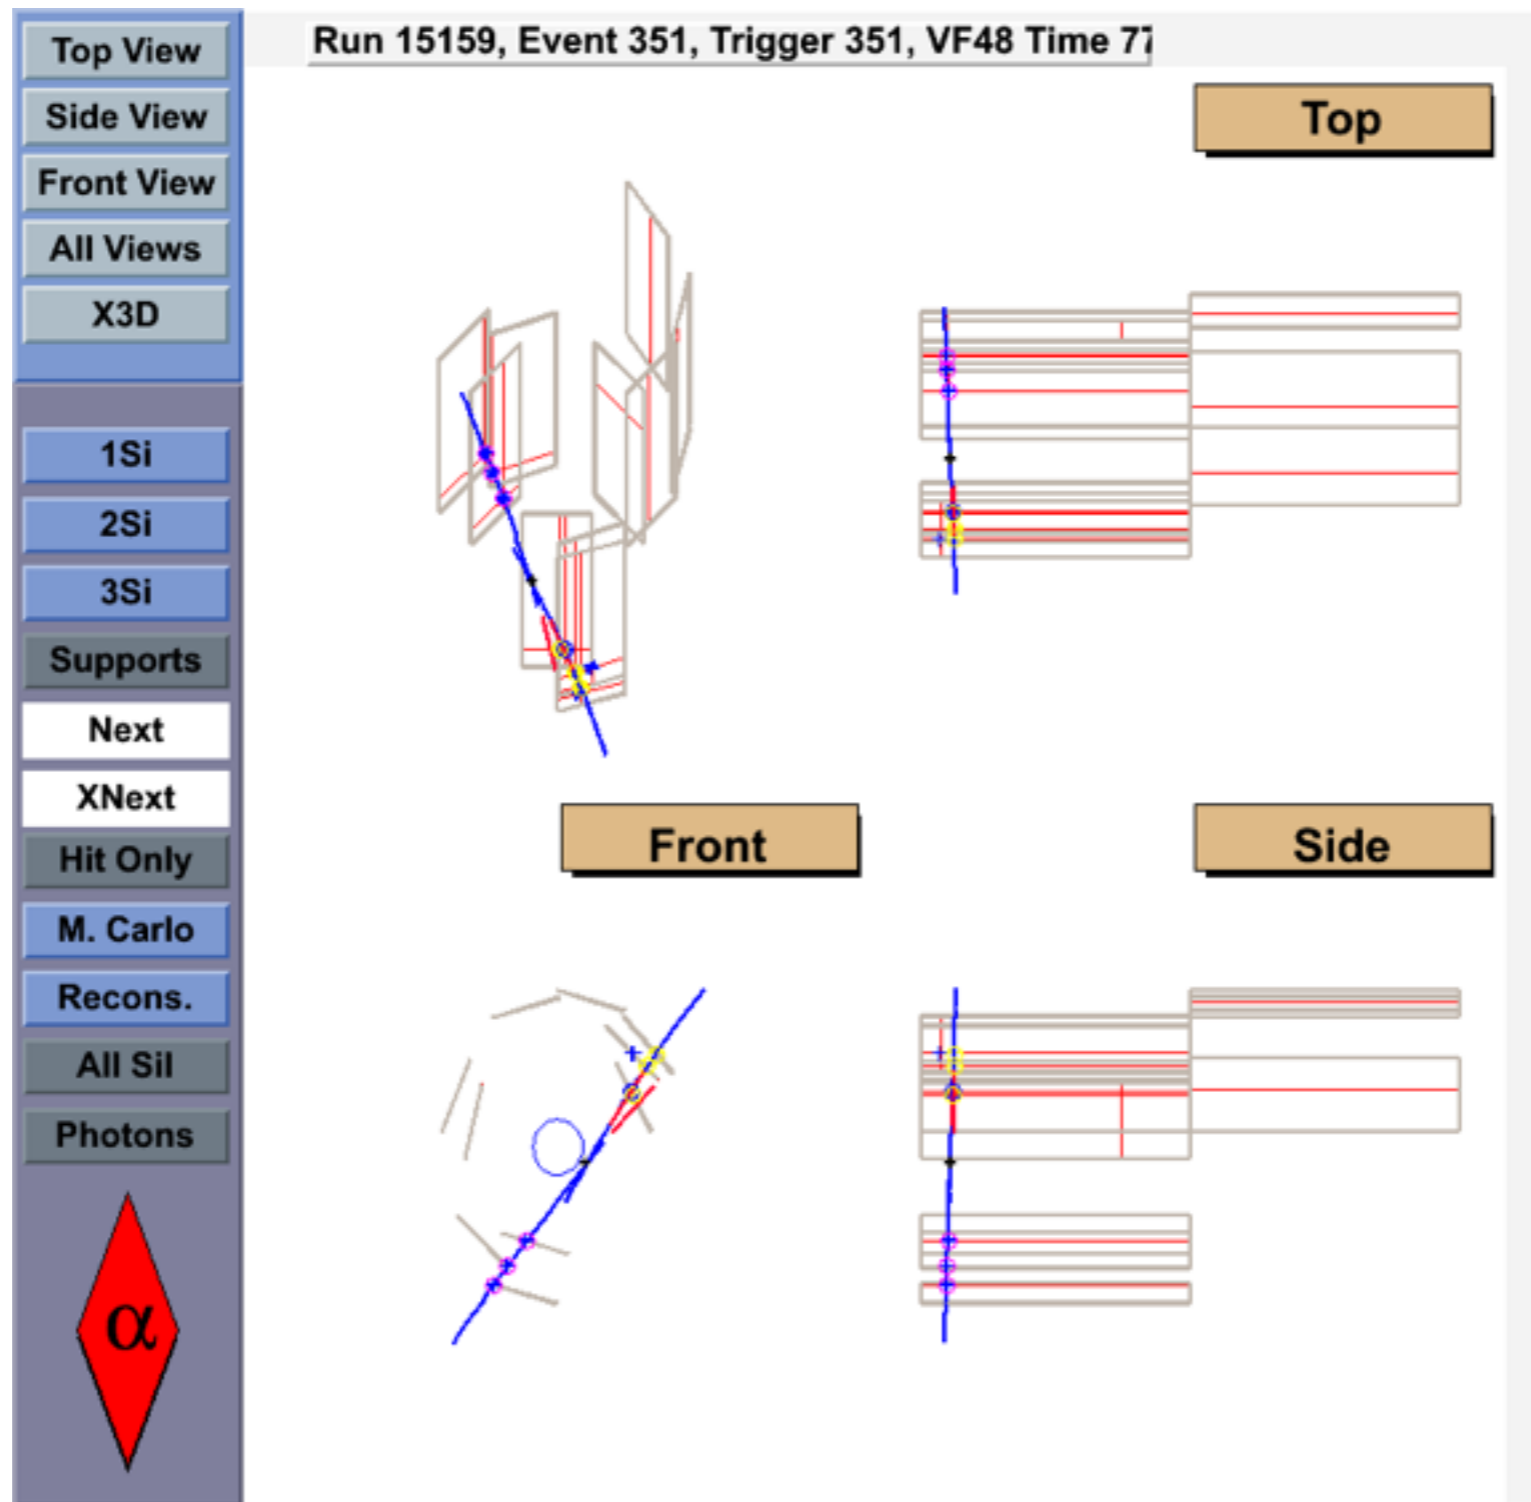 Run 15159, Event 351, Trigger 351, VF48 Time 77
Top View
Side View
Front View
All Views
X3D
1Si
2Si
3Si
Supports
Next
XNext
Hit Only
M. Carlo
Recons.
All Sil
Photons
α
Top
Front
Side